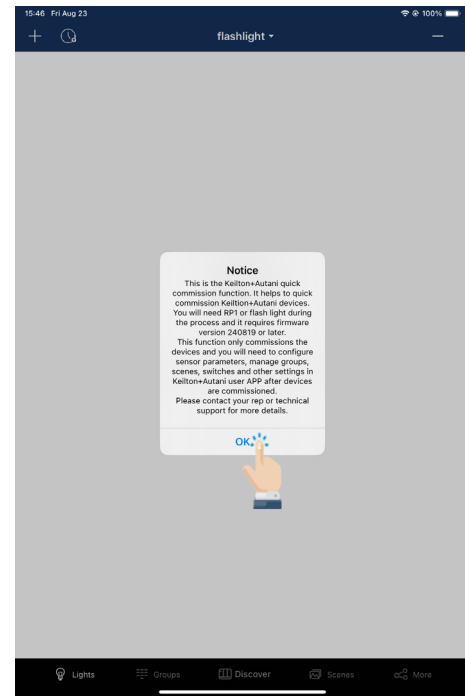 15:46 Fri Aug 23
100%
flashlight
Notice
This is the Keilton+Autani quick
commission function. It helps to quick
commission Keiltion+Autani devices.
You will need RP1 or flash light during
the process and it requires firmware
version 240819 or later.
This function only commissions the
devices and you will need to configure
sensor parameters, manage groups,
scenes, switches and other settings in
Keilton+Autani user APP after devices
are commissioned.
Please contact your rep or technical
support for more details.
OK
Lights
Groups
Discover
Scenes
More